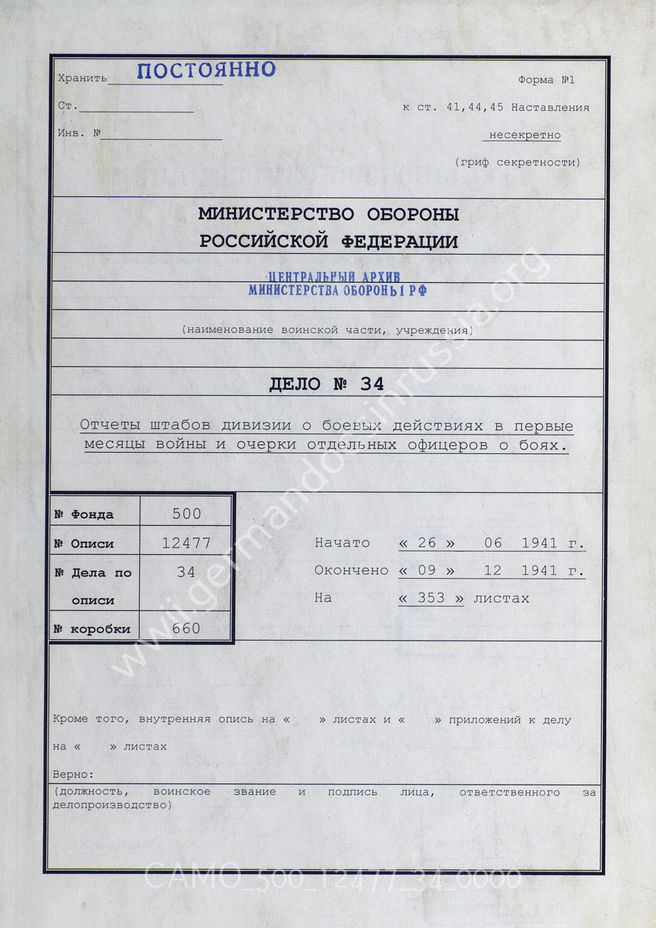 Хранить ПОСТОЯННО
Форма №1
Ст.
к ст. 41,44,45 Наставления
Инв. №
несекретно
(гриф секретности)
МИНИСТЕРСТВО ОБОРОНЫ
РОССИЙСКОЙ ФЕДЕРАЦИИ
ЦЕНТРАЛЬНЫЙ АРХИВ
МИНИСТЕРСТВА ОБОРОНЫ РФ
(наименование воинской части, учреждения)
ДЕЛО № 34
Отчеты штабов дивизии о боевых действиях в первые
месяцы войны и очерки отдельных офицеров о боях.
№ Фонда 500
№ Описи 12477
№ Дела по описи 34
№ коробки 660
Начато « 26 » 06 1941 г.
Окончено « 09 » 12 1941 г.
На « 353 » листах
Кроме того, внутренняя опись на « » листах и « » приложений к делу
на « » листах
Верно:
(должность, воинское звание и подпись лица, ответственного за
делопроизводство)
www.germandocsinrussia.org
CAMO_500_12477_34_0000